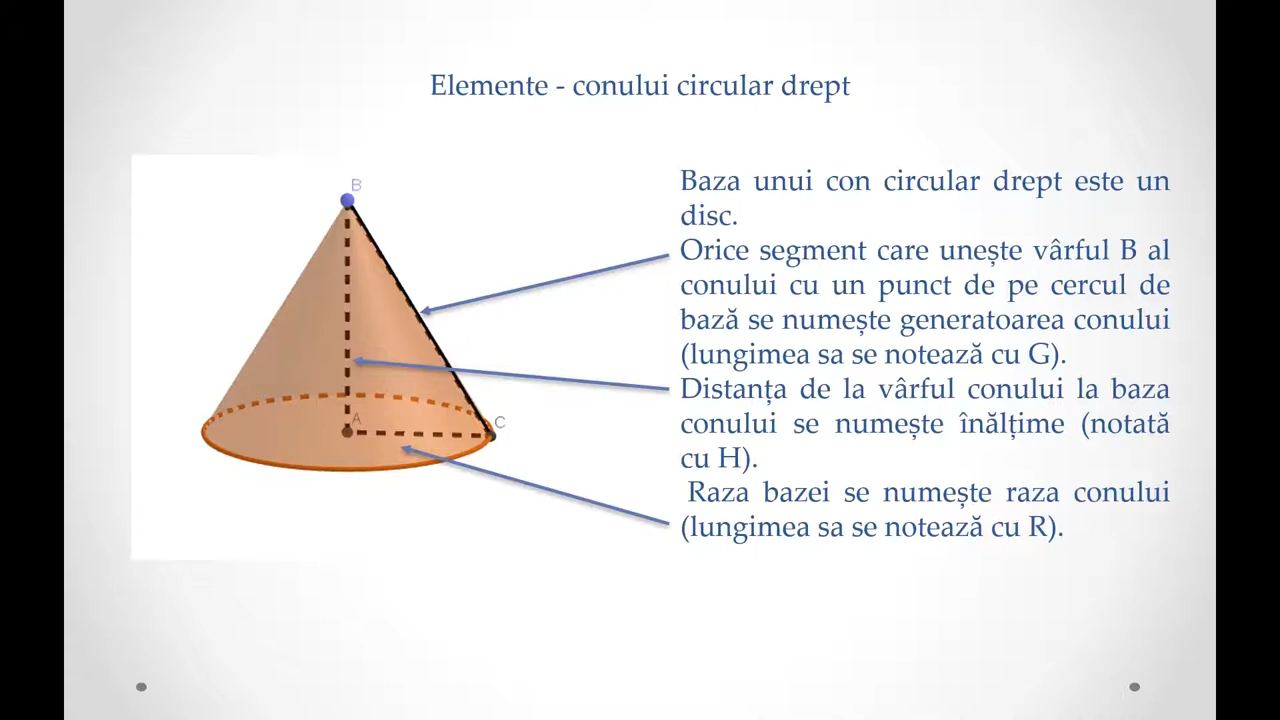 Elemente - conului circular drept
B
A
C
Baza unui con circular drept este un
disc.
Orice segment care unește vârful B al
conului cu un punct de pe cercul de
bază se numește generatoarea conului
(lungimea sa se notează cu G).
Distanța de la vârful conului la baza
conului se numește înălțime (notată
cu H).
Raza bazei se numește raza conului
(lungimea sa se notează cu R).